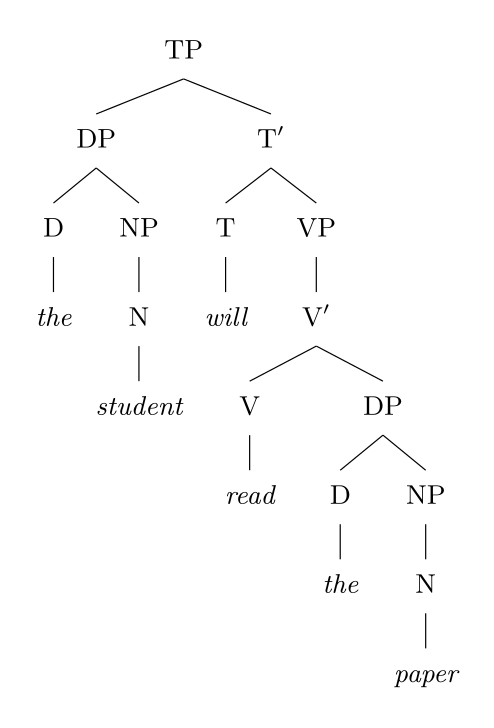 TP
DP T′
D NP T VP
the N will V′
student V DP
read D NP
the N
paper